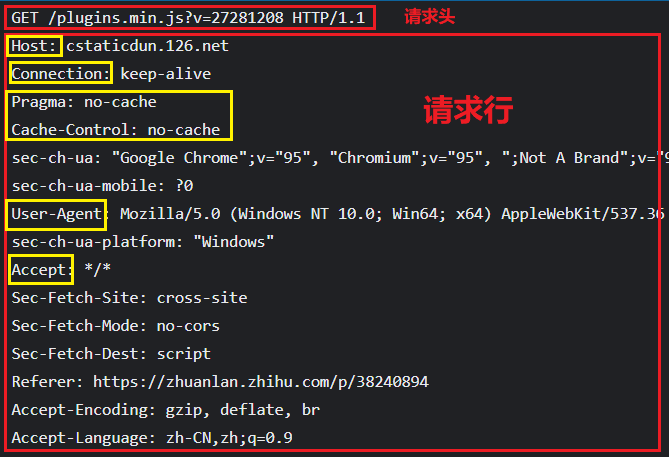 GET /plugins.min.js?v=27281208 HTTP/1.1 请求头
Host: cstaticdun.126.net
Connection: keep-alive
Pragma: no-cache
请求行
Cache-Control: no-cache
sec-ch-ua: "Google Chrome";v="95", "Chromium";v="95", ";Not A Brand";v="9
sec-ch-ua-mobile: ?0
User-Agent: Mozilla/5.0 (Windows NT 10.0; Win64; x64) AppleWebKit/537.36
sec-ch-ua-platform: "Windows"
Accept: */*
Sec-Fetch-Site: cross-site
Sec-Fetch-Mode: no-cors
Sec-Fetch-Dest: script
Referer: https://zhuanlan.zhihu.com/p/38240894
Accept-Encoding: gzip, deflate, br
Accept-Language: zh-CN,zh;q=0.9